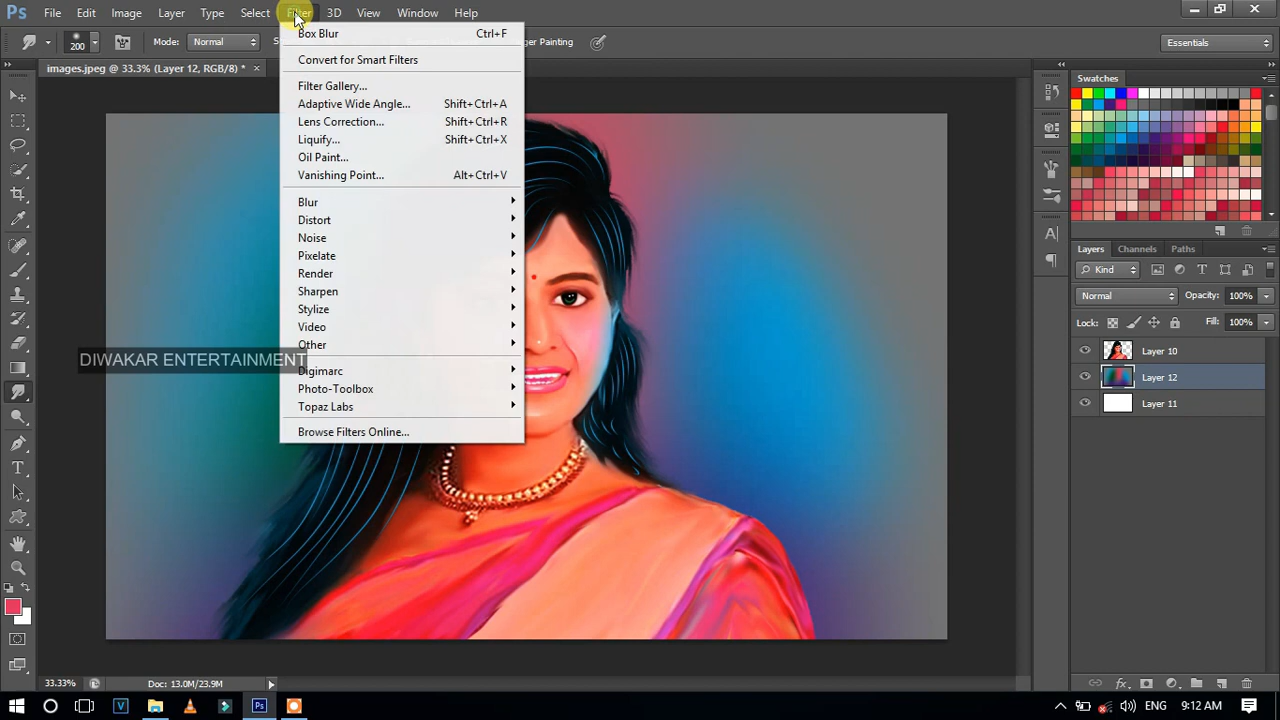 Ps File Edit Image Layer Type Select Filter 3D View Window Help
200 Mode: Normal ger Painting Essentials
images.jpeg @ 33.3% (Layer 12, RGB/8) * ×
Box Blur Ctrl+F
Convert for Smart Filters
Filter Gallery...
Adaptive Wide Angle... Shift+Ctrl+A
Lens Correction... Shift+Ctrl+R
Liquify... Shift+Ctrl+X
Oil Paint...
Vanishing Point... Alt+Ctrl+V
Blur
Distort
Noise
Pixelate
Render
Sharpen
Stylize
Video
Other
Digimarc
Photo-Toolbox
Topaz Labs
Browse Filters Online...
DIWAKAR ENTERTAINMENT
Swatches
Layers Channels Paths
Kind
Normal Opacity: 100%
Lock: Fill: 100%
Layer 10
Layer 12
Layer 11
33.33% Doc: 13.0M/23.9M
ENG 9:12 AM